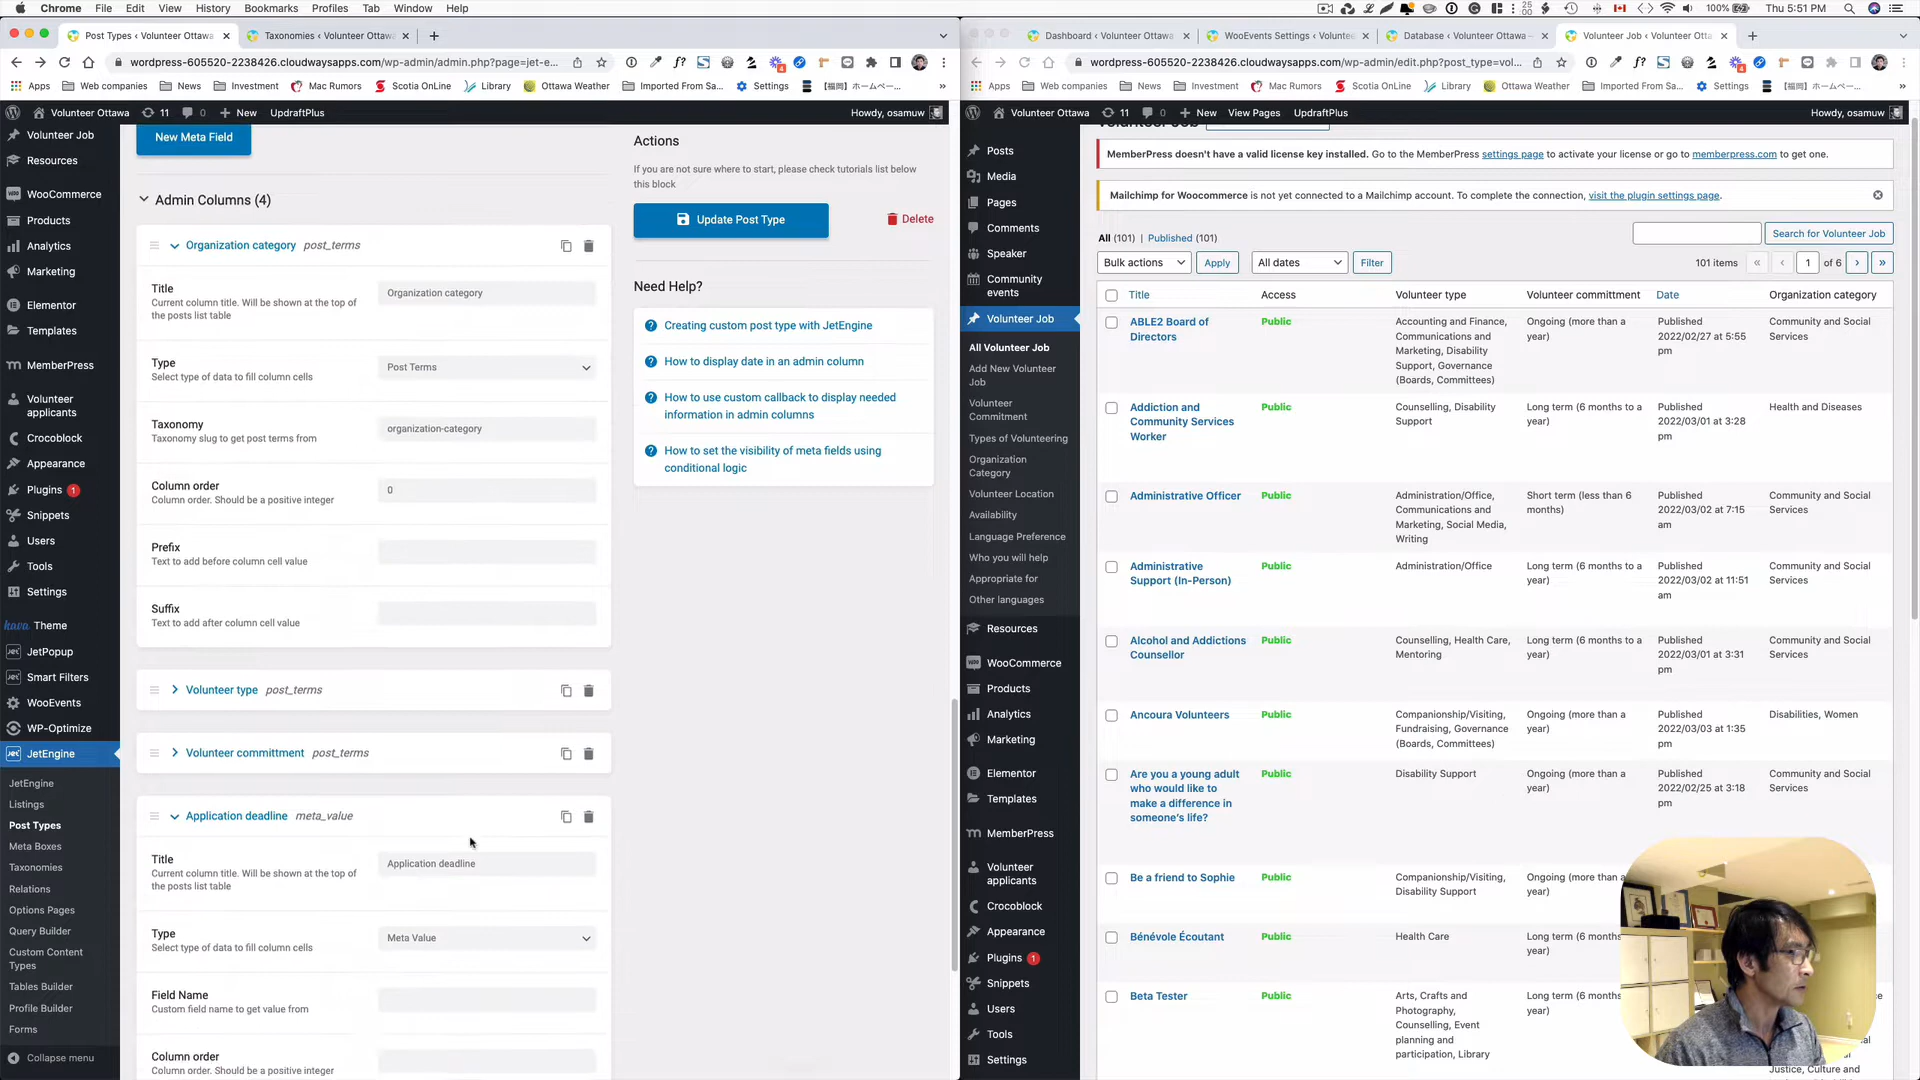 Chrome File Edit View History Bookmarks Profiles Tab Window Help
25
00
100% Thu 5:51 PM
Post Types ‹ Volunteer Ottawa
Taxonomies ‹ Volunteer Ottawa
wordpress-605520-2238426.cloudwaysapps.com/wp-admin/admin.php?page=jet-e...
Apps Web companies News Investment Mac Rumors Scotia OnLine Library Ottawa Weather Imported From Sa... Settings 【福岡】ホームペー...
Volunteer Ottawa 11 0 New UpdraftPlus Howdy, osamuw
Volunteer Job
Resources
WooCommerce
Products
Analytics
Marketing
Elementor
Templates
MemberPress
Volunteer applicants
Crocoblock
Appearance
Plugins 1
Snippets
Users
Tools
Settings
kava Theme
JetPopup
Smart Filters
WooEvents
WP-Optimize
JetEngine
JetEngine
Listings
Post Types
Meta Boxes
Taxonomies
Relations
Options Pages
Query Builder
Custom Content
Types
Tables Builder
Profile Builder
Forms
Collapse menu
New Meta Field
Admin Columns (4)
Organization category post_terms
Title
Current column title. Will be shown at the top of
the posts list table
Organization category
Type
Select type of data to fill column cells
Post Terms
Taxonomy
Taxonomy slug to get post terms from
organization-category
Column order
Column order. Should be a positive integer
0
Prefix
Text to add before column cell value
Suffix
Text to add after column cell value
Volunteer type post_terms
Volunteer committment post_terms
Application deadline meta_value
Title
Current column title. Will be shown at the top of
the posts list table
Application deadline
Type
Select type of data to fill column cells
Meta Value
Field Name
Custom field name to get value from
Column order
Column order. Should be a positive integer
Actions
If you are not sure where to start, please check tutorials list below
this block
Update Post Type
Delete
Need Help?
Creating custom post type with JetEngine
How to display date in an admin column
How to use custom callback to display needed
information in admin columns
How to set the visibility of meta fields using
conditional logic
Dashboard ‹ Volunteer Ottawa
WooEvents Settings ‹ Voluntee
Database ‹ Volunteer Ottawa —
Volunteer Job ‹ Volunteer Ott
wordpress-605520-2238426.cloudwaysapps.com/wp-admin/edit.php?post_type=vol...
Apps Web companies News Investment Mac Rumors Scotia OnLine Library Ottawa Weather Imported From Sa... Settings 【福岡】ホームペー...
Volunteer Ottawa 11 0 New View Pages UpdraftPlus Howdy, osamuw
Posts
Media
Pages
Comments
Speaker
Community
events
Volunteer Job
All Volunteer Job
Add New Volunteer
Job
Volunteer
Commitment
Types of Volunteering
Organization
Category
Volunteer Location
Availability
Language Preference
Who you will help
Appropriate for
Other languages
Resources
WooCommerce
Products
Analytics
Marketing
Elementor
Templates
MemberPress
Volunteer
applicants
Crocoblock
Appearance
Plugins 1
Snippets
Users
Tools
Settings
Volunteer Job
MemberPress doesn't have a valid license key installed. Go to the MemberPress settings page to activate your license or go to memberpress.com to get one.
Mailchimp for Woocommerce is not yet connected to a Mailchimp account. To complete the connection, visit the plugin settings page.
All (101) | Published (101)
Search for Volunteer Job
Bulk actions Apply All dates Filter
101 items « ‹ 1 of 6 › »
Title Access Volunteer type Volunteer committment Date Organization category
ABLE2 Board of
Directors
Public
Accounting and Finance,
Communications and
Marketing, Disability
Support, Governance
(Boards, Committees)
Ongoing (more than a
year)
Published
2022/02/27 at 5:55
pm
Community and Social
Services
Addiction and
Community Services
Worker
Public
Counselling, Disability
Support
Long term (6 months to a
year)
Published
2022/03/01 at 3:28
pm
Health and Diseases
Administrative Officer
Public
Administration/Office,
Communications and
Marketing, Social Media,
Writing
Short term (less than 6
months)
Published
2022/03/02 at 7:15
am
Community and Social
Services
Administrative
Support (In-Person)
Public
Administration/Office
Long term (6 months to a
year)
Published
2022/03/02 at 11:51
am
Community and Social
Services
Alcohol and Addictions
Counsellor
Public
Counselling, Health Care,
Mentoring
Long term (6 months to a
year)
Published
2022/03/01 at 3:31
pm
Community and Social
Services
Ancoura Volunteers
Public
Companionship/Visiting,
Fundraising, Governance
(Boards, Committees)
Ongoing (more than a
year)
Published
2022/03/03 at 1:35
pm
Disabilities, Women
Are you a young adult
who would like to
make a difference in
someone's life?
Public
Disability Support
Ongoing (more than a
year)
Published
2022/02/25 at 3:18
pm
Community and Social
Services
Be a friend to Sophie
Public
Companionship/Visiting,
Disability Support
Ongoing (more than a
year)
Bénévole Écoutant
Public
Health Care
Long term (6 months
year)
Beta Tester
Public
Arts, Crafts and
Photography,
Counselling, Event
planning and
participation, Library
Long term (6 months
year)
Justice, Culture and